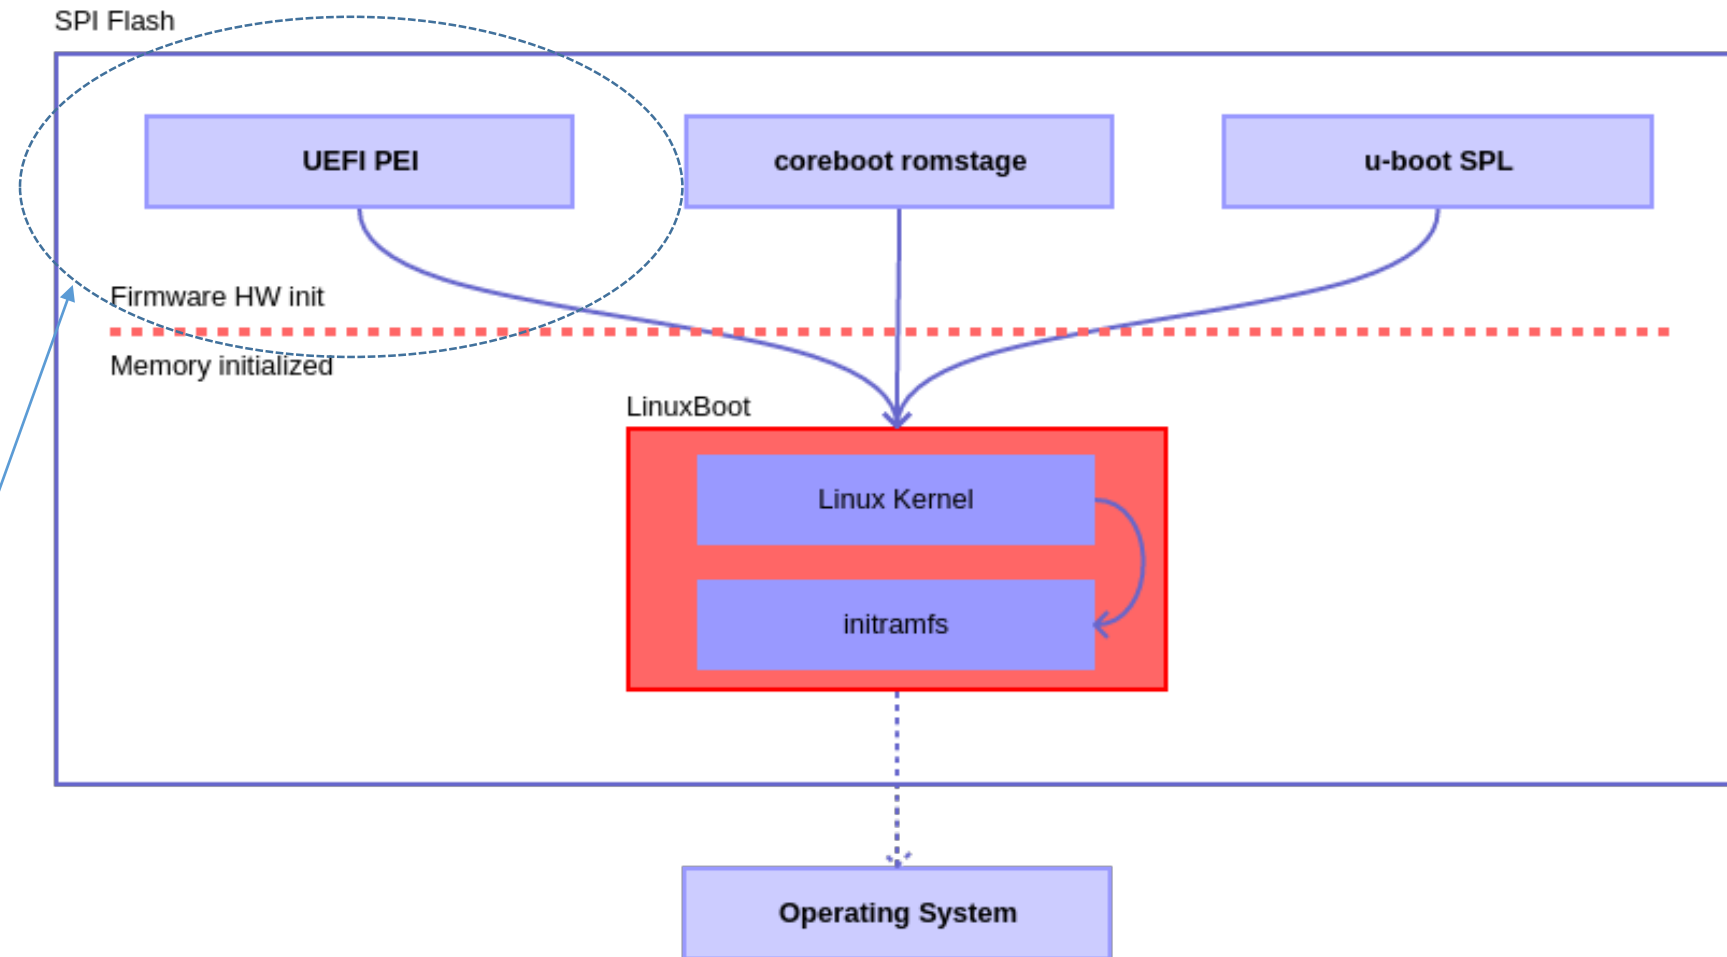 SPI Flash
UEFI PEI
coreboot romstage
u-boot SPL
Firmware HW init
Memory initialized
LinuxBoot
Linux Kernel
initramfs
Operating System